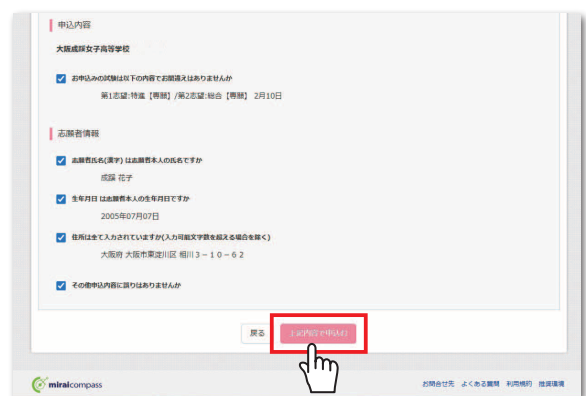 申込内容
大阪成蹊女子高等学校
お申込みの試験は以下の内容でお間違えはありませんか
第1志望:特進【専願】/第2志望:総合【専願】 2月10日
志願者情報
志願者氏名(漢字) は志願者本人の氏名ですか
成蹊 花子
生年月日 は志願者本人の生年月日ですか
2005年07月07日
住所は全て入力されていますか(入力可能文字数を超える場合を除く)
大阪府 大阪市東淀川区 相川3－10－62
その他申込内容に誤りはありませんか
戻る 上記内容で申込む
miraicompass お問合せ先 よくある質問 利用規約 推奨環境